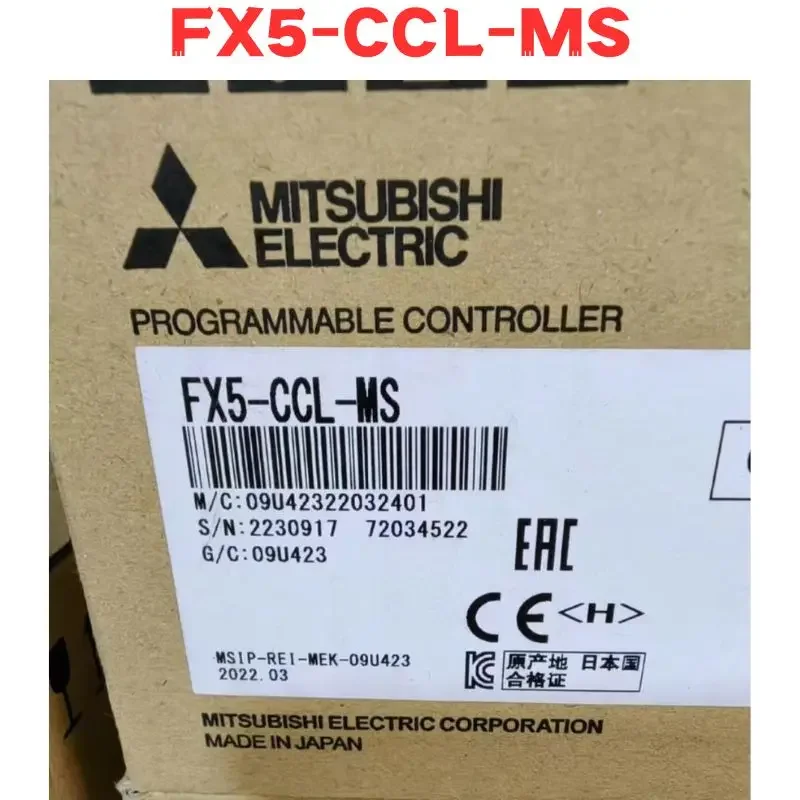 FX5-CCL-MS
MITSUBISHI
ELECTRIC
PROGRAMMABLE CONTROLLER
FX5-CCL-MS
M/C:09U42322032401
S/N:2230917 72034522
G/C:09U423
EAC
CE <H>
MSIP-REI-MEK-09U423
2022.03
原产地 日本国
合格证
MITSUBISHI ELECTRIC CORPORATION
MADE IN JAPAN